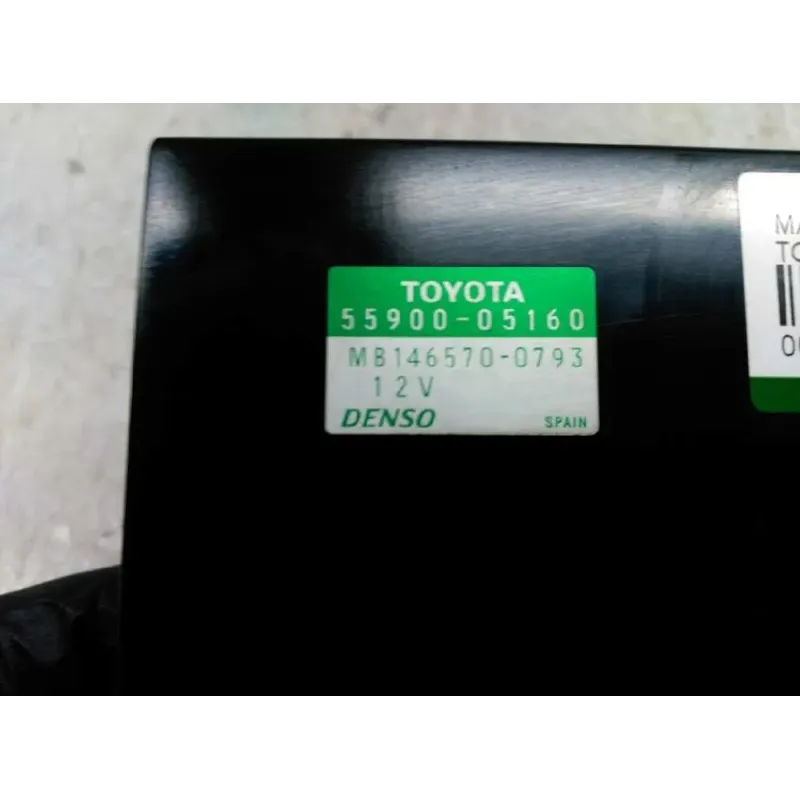 TOYOTA
55900-05160
MB146570-0793
12V
DENSO SPAIN